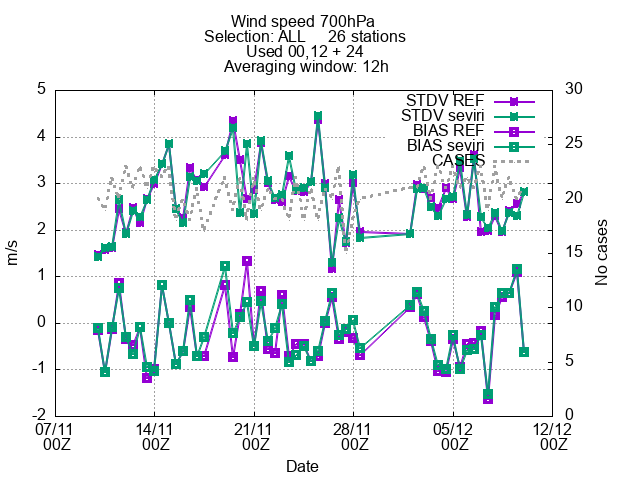 Wind speed 700hPa
Selection: ALL 26 stations
Used 00,12 + 24
Averaging window: 12h
STDV REF
STDV seviri
BIAS REF
BIAS seviri
CASES
5
4
3
2
1
0
-1
-2
m/s
30
25
20
15
10
5
0
No cases
07/11 14/11 21/11 28/11 05/12 12/12
00Z 00Z 00Z 00Z 00Z 00Z
Date